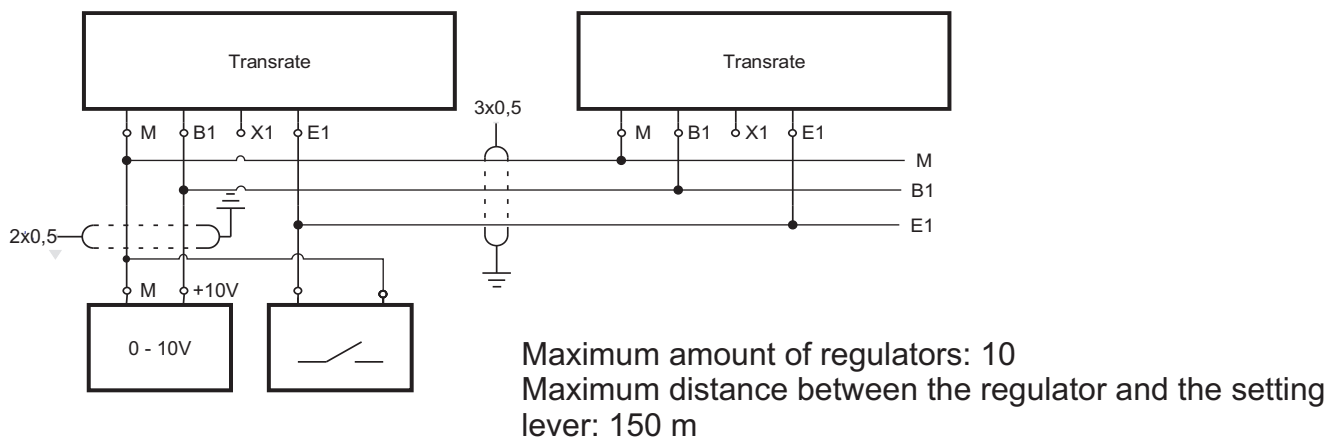 Transrate
Transrate
3x0,5
M B1 X1 E1
M B1 X1 E1
M
B1
E1
2x0,5
M +10V
0 - 10V
Maximum amount of regulators: 10
Maximum distance between the regulator and the setting
lever: 150 m